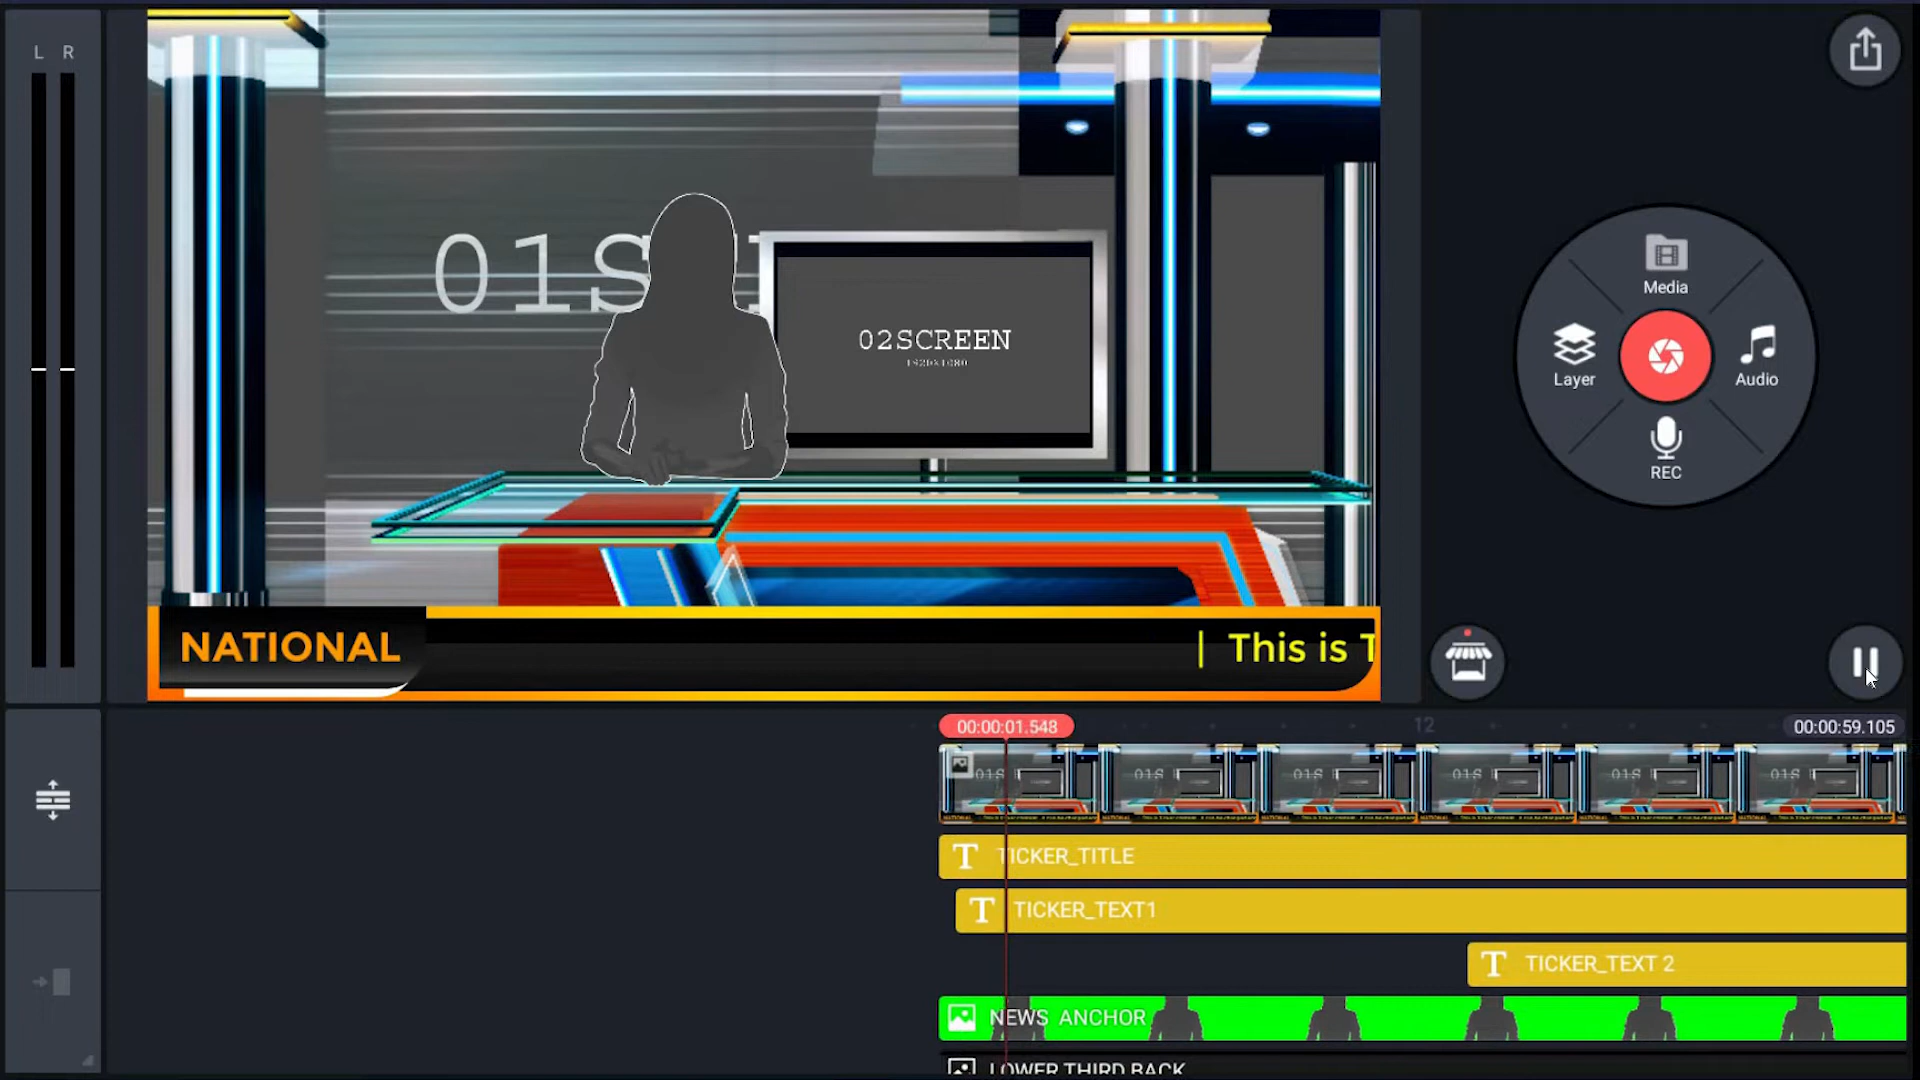 L R
01S
02SCREEN
1920X1080
NATIONAL
| This is T
Media
Layer
Audio
REC
00:00:01.548
12
00:00:59.105
TICKER_TITLE
TICKER_TEXT1
TICKER_TEXT 2
NEWS ANCHOR
LOWER THIRD BACK